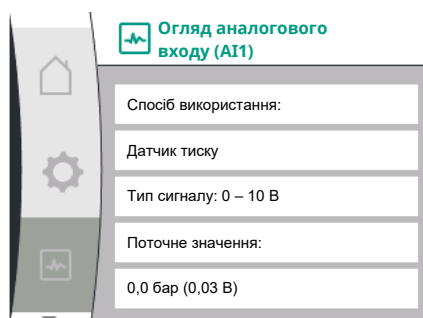 Огляд аналогового
входу (AI1)
Спосіб використання:
Датчик тиску
Тип сигналу: 0 – 10 В
Поточне значення:
0,0 бар (0,03 В)